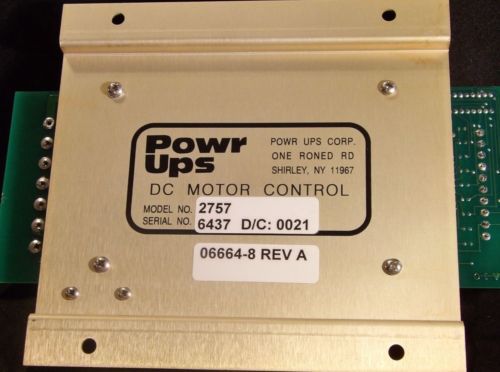 Powr Ups
POWR UPS CORP.
ONE RONED RD
SHIRLEY, NY 11967
DC MOTOR CONTROL
MODEL NO. 2757
SERIAL NO. 6437 D/C: 0021
06664-8 REV A